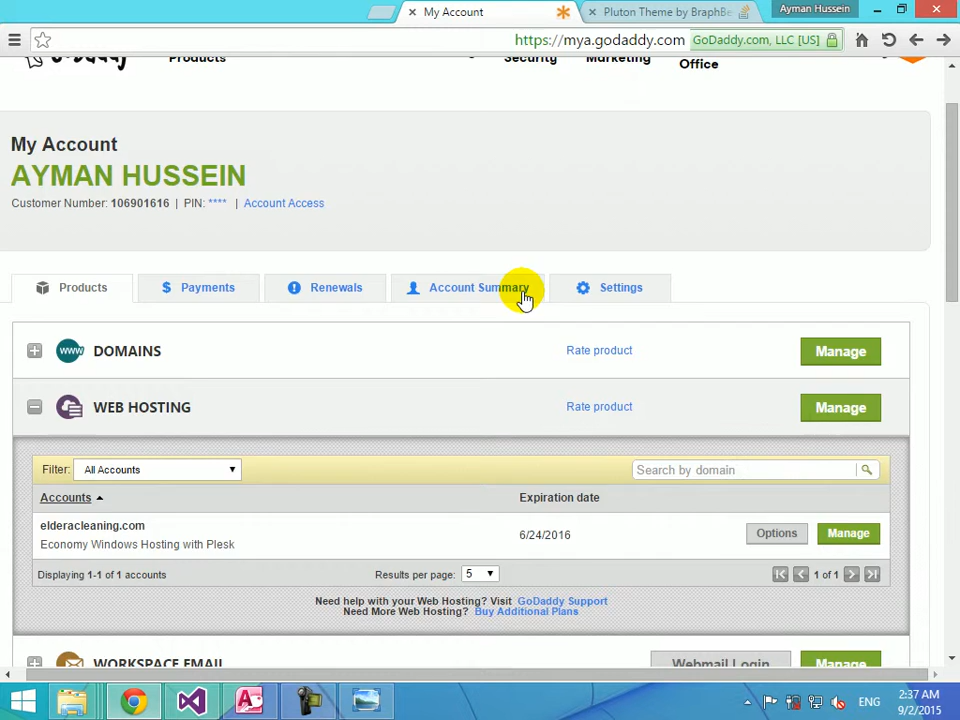 My Account
Pluton Theme by BraphBe
Ayman Hussein
https://mya.godaddy.com
GoDaddy.com, LLC [US]
Products
Security
Marketing
Office
My Account
AYMAN HUSSEIN
Customer Number: 106901616 | PIN: **** | Account Access
Products
Payments
Renewals
Account Summary
Settings
WWW DOMAINS Rate product Manage
WEB HOSTING Rate product Manage
Filter: All Accounts Search by domain
Accounts Expiration date
elderacleaning.com
Economy Windows Hosting with Plesk
6/24/2016
Options
Manage
Displaying 1-1 of 1 accounts Results per page: 5 1 of 1
Need help with your Web Hosting? Visit GoDaddy Support
Need More Web Hosting? Buy Additional Plans
WORKSPACE EMAIL Webmail Login Manage
ENG
2:37 AM
9/2/2015